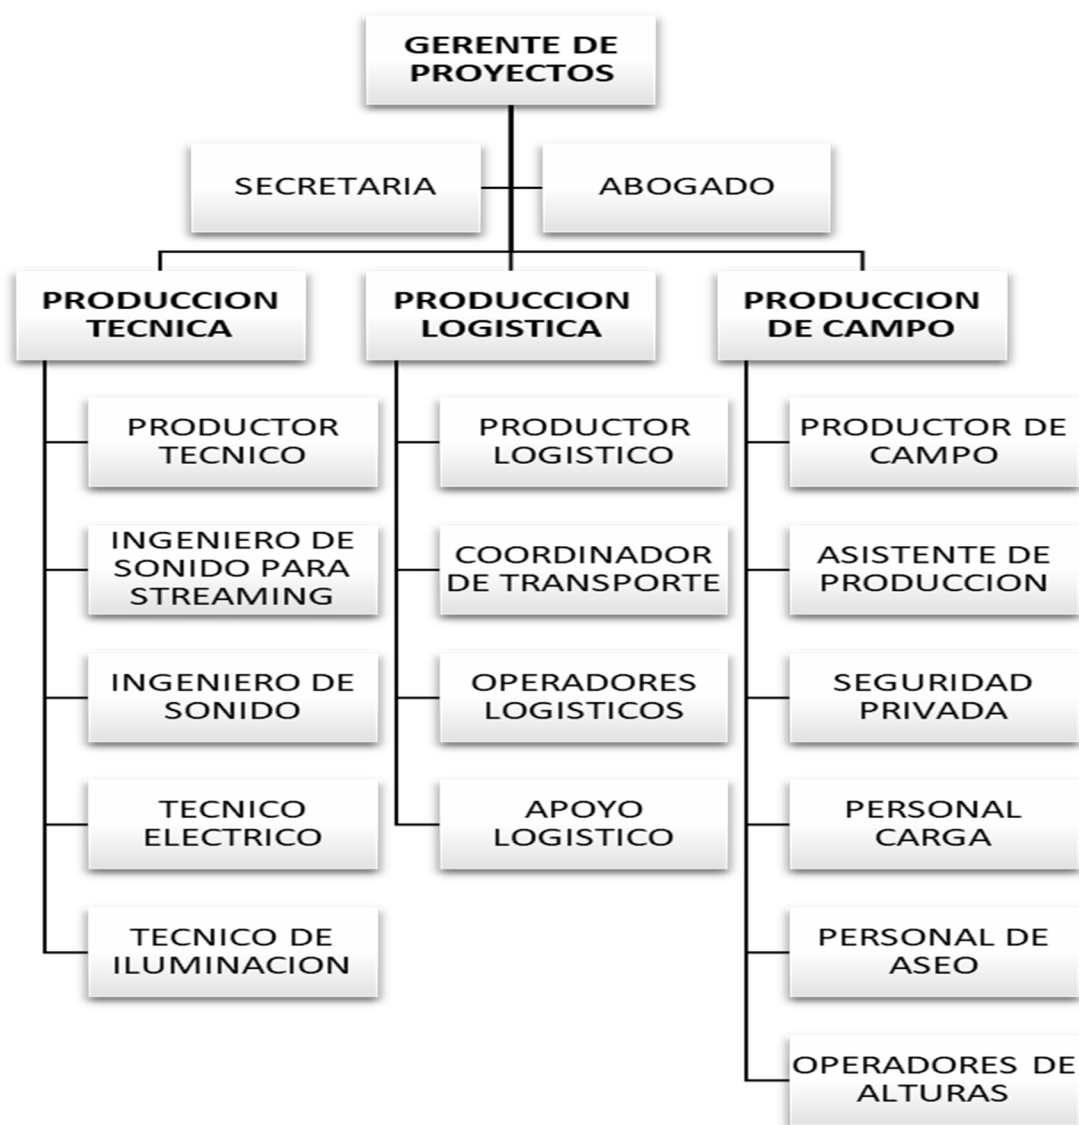 GERENTE DE
PROYECTOS
SECRETARIA
ABOGADO
PRODUCCION
TECNICA
PRODUCTOR
TECNICO
INGENIERO DE
SONIDO PARA
STREAMING
INGENIERO DE
SONIDO
TECNICO
ELECTRICO
TECNICO DE
ILUMINACION
PRODUCCION
LOGISTICA
PRODUCTOR
LOGISTICO
COORDINADOR
DE TRANSPORTE
OPERADORES
LOGISTICOS
APOYO
LOGISTICO
PRODUCCION
DE CAMPO
PRODUCTOR DE
CAMPO
ASISTENTE DE
PRODUCCION
SEGURIDAD
PRIVADA
PERSONAL
CARGA
PERSONAL DE
ASEO
OPERADORES DE
ALTURAS